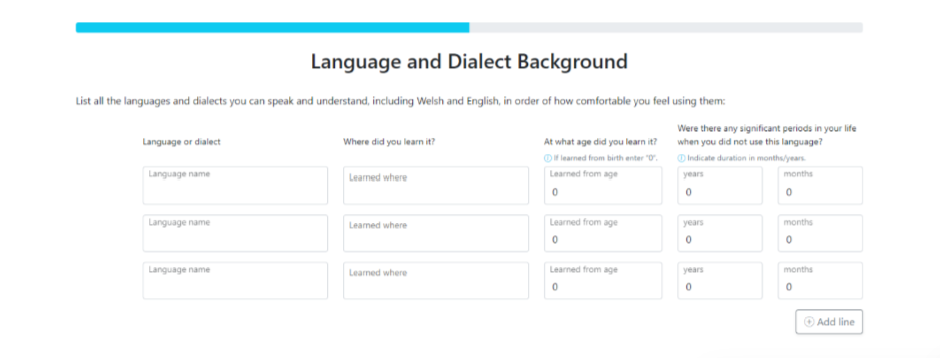 Language and Dialect Background
List all the languages and dialects you can speak and understand, including Welsh and English, in order of how comfortable you feel using them:
Language or dialect
Where did you learn it?
At what age did you learn it?
If learned from birth enter "0".
Were there any significant periods in your life
when you did not use this language?
Indicate duration in months/years.
Language name
Learned where
Learned from age
0
years
0
months
0
Language name
Learned where
Learned from age
0
years
0
months
0
Language name
Learned where
Learned from age
0
years
0
months
0
Add line